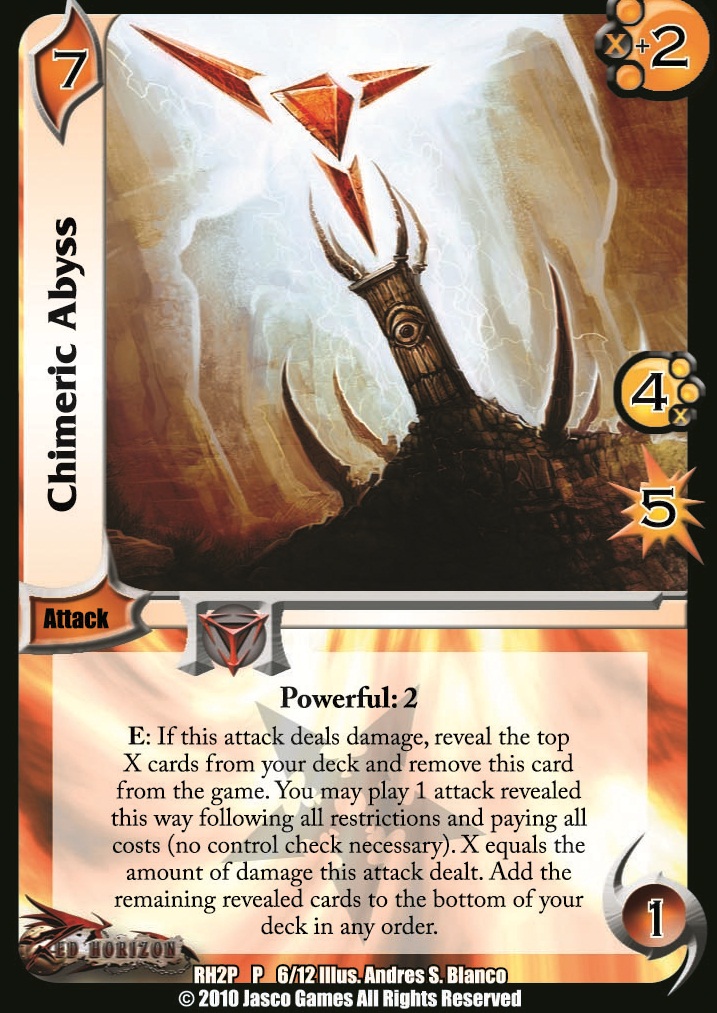 7
X +2
Chimeric Abyss
4
X
5
Attack
Powerful: 2
E: If this attack deals damage, reveal the top
X cards from your deck and remove this card
from the game. You may play 1 attack revealed
this way following all restrictions and paying all
costs (no control check necessary). X equals the
amount of damage this attack dealt. Add the
remaining revealed cards to the bottom of your
deck in any order.
1
RED HORIZON
RH2P P 6/12 Illus. Andres S. Blanco
© 2010 Jasco Games All Rights Reserved